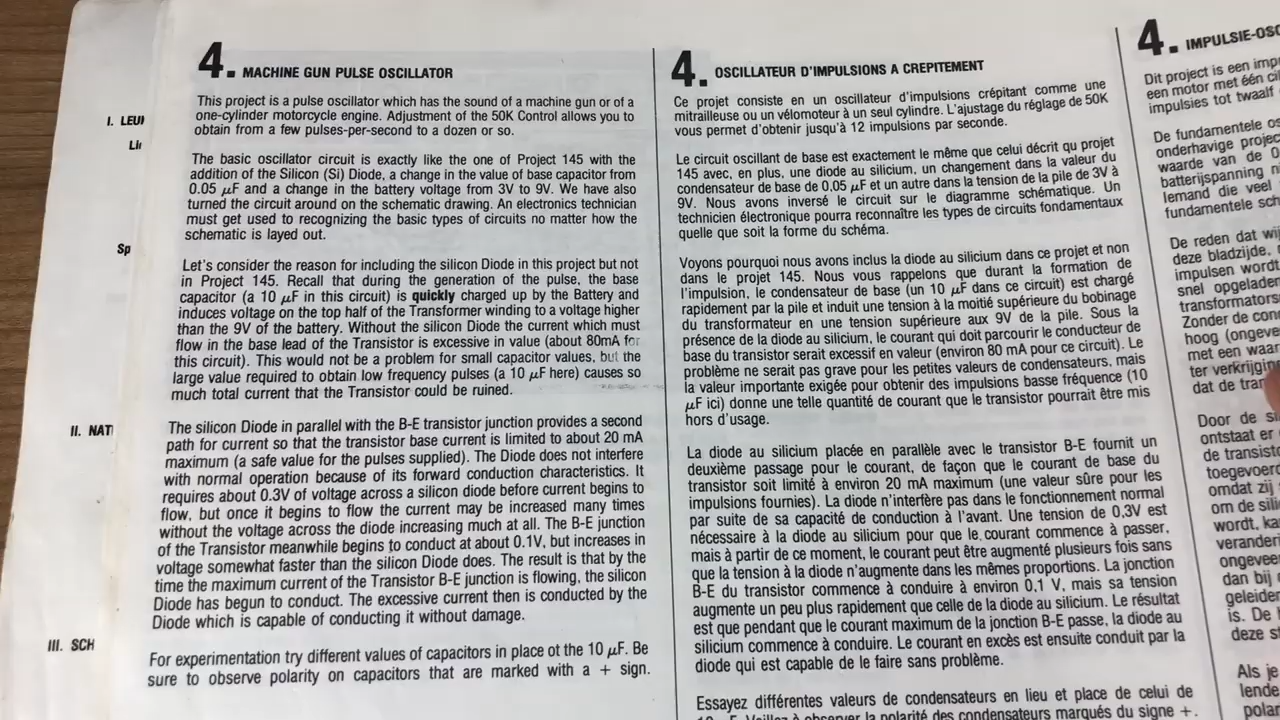 I. LEU
Li
Sp
II. NAT
III. SCH
4. MACHINE GUN PULSE OSCILLATOR
This project is a pulse oscillator which has the sound of a machine gun or of a
one-cylinder motorcycle engine. Adjustment of the 50K Control allows you to
obtain from a few pulses-per-second to a dozen or so.
The basic oscillator circuit is exactly like the one of Project 145 with the
addition of the Silicon (Si) Diode, a change in the value of base capacitor from
0.05 µF and a change in the battery voltage from 3V to 9V. We have also
turned the circuit around on the schematic drawing. An electronics technician
must get used to recognizing the basic types of circuits no matter how the
schematic is layed out.
Let's consider the reason for including the silicon Diode in this project but not
in Project 145. Recall that during the generation of the pulse, the base
capacitor (a 10 µF in this circuit) is quickly charged up by the Battery and
induces voltage on the top half of the Transformer winding to a voltage higher
than the 9V of the battery. Without the silicon Diode the current which must
flow in the base lead of the Transistor is excessive in value (about 80mA for
this circuit). This would not be a problem for small capacitor values, but the
large value required to obtain low frequency pulses (a 10 µF here) causes so
much total current that the Transistor could be ruined.
The silicon Diode in parallel with the B-E transistor junction provides a second
path for current so that the transistor base current is limited to about 20 mA
maximum (a safe value for the pulses supplied). The Diode does not interfere
with normal operation because of its forward conduction characteristics. It
requires about 0.3V of voltage across a silicon diode before current begins to
flow, but once it begins to flow the current may be increased many times
without the voltage across the diode increasing much at all. The B-E junction
of the Transistor meanwhile begins to conduct at about 0.1V, but increases in
voltage somewhat faster than the silicon Diode does. The result is that by the
time the maximum current of the Transistor B-E junction is flowing, the silicon
Diode has begun to conduct. The excessive current then is conducted by the
Diode which is capable of conducting it without damage.
For experimentation try different values of capacitors in place ot the 10 µF. Be
sure to observe polarity on capacitors that are marked with a + sign.
4. OSCILLATEUR D'IMPULSIONS A CREPITEMENT
Ce projet consiste en un oscillateur d'impulsions crépitant comme une
mitrailleuse ou un vélomoteur à un seul cylindre. L'ajustage du réglage de 50K
vous permet d'obtenir jusqu'à 12 impulsions par seconde.
Le circuit oscillant de base est exactement le même que celui décrit qu projet
145 avec, en plus, une diode au silicium, un changement dans la valeur du
condensateur de base de 0,05 µF et un autre dans la tension de la pile de 3V à
9V. Nous avons inversé le circuit sur le diagramme schématique. Un
technicien électronique pourra reconnaître les types de circuits fondamentaux
quelle que soit la forme du schéma.
Voyons pourquoi nous avons inclus la diode au silicium dans ce projet et non
dans le projet 145. Nous vous rappelons que durant la formation de
l'impulsion, le condensateur de base (un 10 µF dans ce circuit) est chargé
rapidement par la pile et induit une tension à la moitié supérieure du bobinage
du transformateur en une tension supérieure aux 9V de la pile. Sous la
présence de la diode au silicium, le courant qui doit parcourir le conducteur de
base du transistor serait excessif en valeur (environ 80 mA pour ce circuit). Le
problème ne serait pas grave pour les petites valeurs de condensateurs, mais
la valeur importante exigée pour obtenir des impulsions basse fréquence (10
µF ici) donne une telle quantité de courant que le transistor pourrait être mis
hors d'usage.
La diode au silicium placée en parallèle avec le transistor B-E fournit un
deuxième passage pour le courant, de façon que le courant de base du
transistor soit limité à environ 20 mA maximum (une valeur sûre pour les
impulsions fournies). La diode n'interfère pas dans le fonctionnement normal
par suite de sa capacité de conduction à l'avant. Une tension de 0,3V est
nécessaire à la diode au silicium pour que le courant commence à passer,
mais à partir de ce moment, le courant peut être augmenté plusieurs fois sans
que la tension à la diode n'augmente dans les mêmes proportions. La jonction
B-E du transistor commence à conduire à environ 0,1 V, mais sa tension
augmente un peu plus rapidement que celle de la diode au silicium. Le résultat
est que pendant que le courant maximum de la jonction B-E passe, la diode au
silicium commence à conduire. Le courant en excès est ensuite conduit par la
diode qui est capable de le faire sans problème.
Essayez différentes valeurs de condensateurs en lieu et place de celui de
10 F. Veillez à observer la polarité des condensateurs marqués du signe +.
4. IMPULSIE-OSC
Dit project is een imp
een motor met één ci
impulsies tot twaalf
De fundamentele os
onderhavige projec
waarde van de 0
batterijspanning n
Iemand die veel
fundamentele sch
De reden dat wij
deze bladzijde,
impulsen wordt
snel opgeladen
transformators
Zonder de con
hoog (ongeve
met een waar
ter verkrijging
dat de tran
Door de si
ontstaat er
de transisto
toegevoerd
omdat zij
om de sili
wordt, ka
veranderi
ongevee
dan bij
geleider
is. De
deze s
Als je
lende
polar